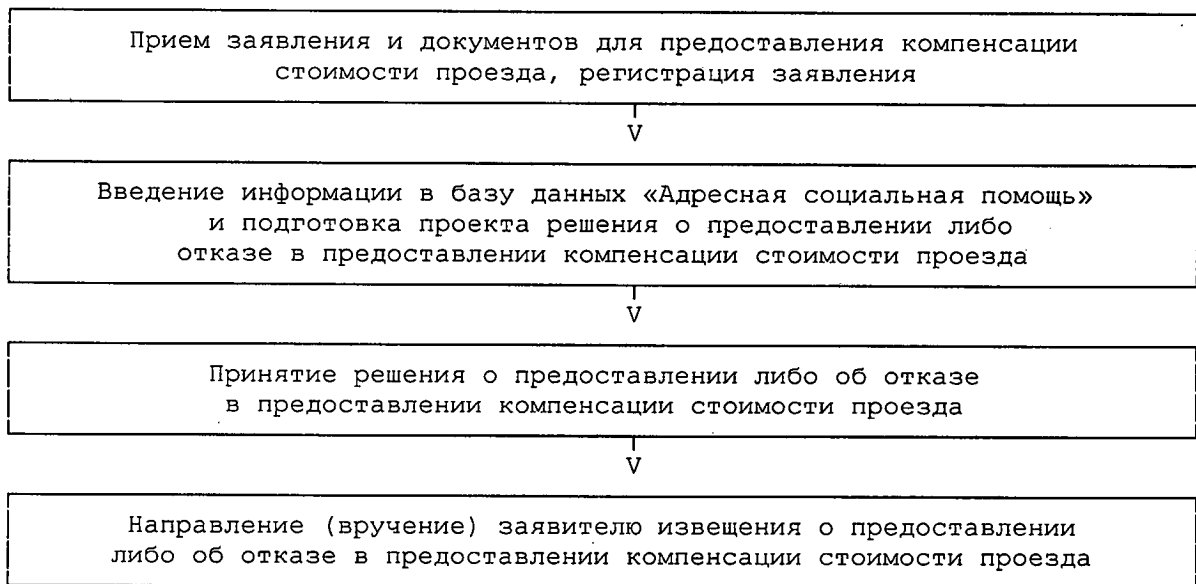 Прием заявления и документов для предоставления компенсации
стоимости проезда, регистрация заявления
V
Введение информации в базу данных «Адресная социальная помощь»
и подготовка проекта решения о предоставлении либо
отказе в предоставлении компенсации стоимости проезда
V
Принятие решения о предоставлении либо об отказе
в предоставлении компенсации стоимости проезда
V
Направление (вручение) заявителю извещения о предоставлении
либо об отказе в предоставлении компенсации стоимости проезда